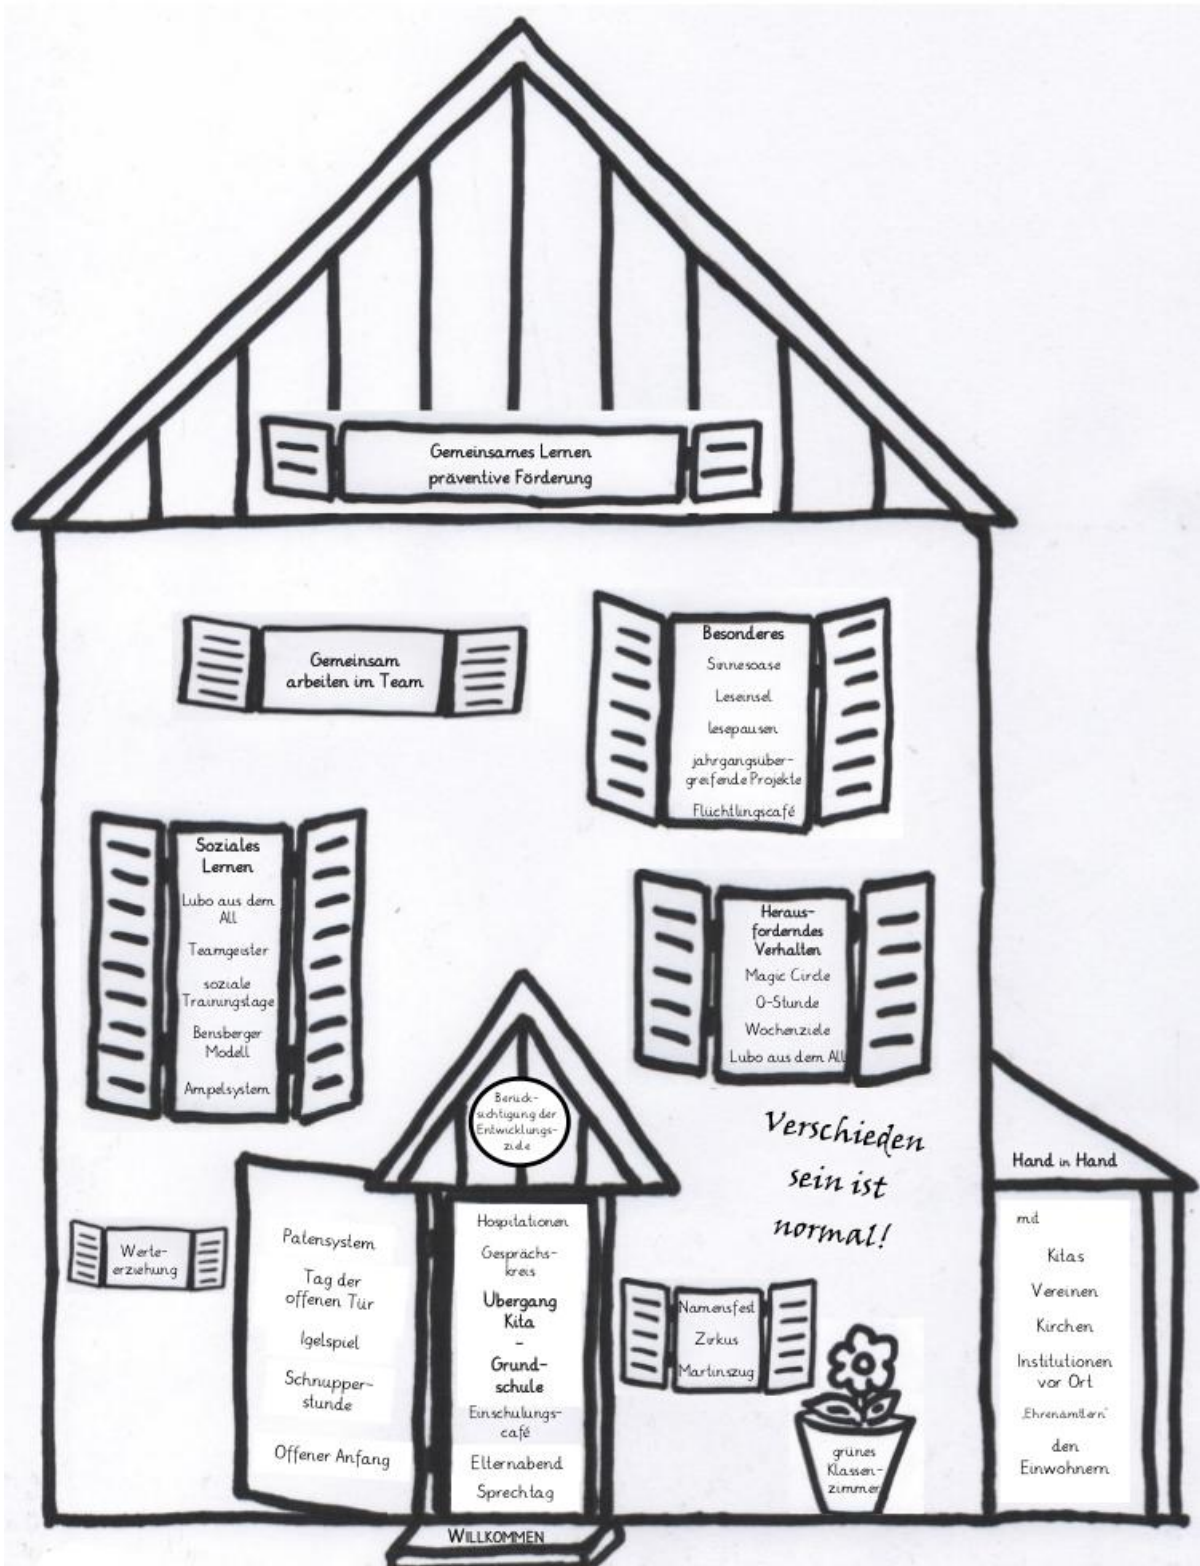 Gemeinsames Lernen
präventive Förderung
Gemeinsam
arbeiten im Team
Besonderes
Sinnesoase
Leseinsel
lesepausen
jahrgangsüber-
greifende Projekte
Flüchtlingscafé
Soziales
Lernen
Lubo aus dem
All
Teamgeister
soziale
Trainingstage
Bensberger
Modell
Ampelsystem
Heraus-
forderndes
Verhalten
Magic Circle
0-Stunde
Wochenziele
Lubo aus dem All
Berück-
sichtigung der
Entwicklungs-
ziele
Verschieden
sein ist
normal!
Hand in Hand
mit
Kitas
Vereinen
Kirchen
Institutionen
vor Ort
„Ehrenämtlern“
den
Einwohnern
Werte-
erziehung
Patensystem
Tag der
offenen Tür
Igelspiel
Schnupper-
stunde
Offener Anfang
Hospitationen
Gesprächs-
kreis
Übergang
Kita
–
Grund-
schule
Einschulungs-
café
Elternabend
Sprechtag
Namensfest
Zirkus
Martinszug
grünes
Klassen-
zimmer
WILLKOMMEN